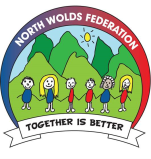 NORTH WOLDS FEDERATION
TOGETHER IS BETTER